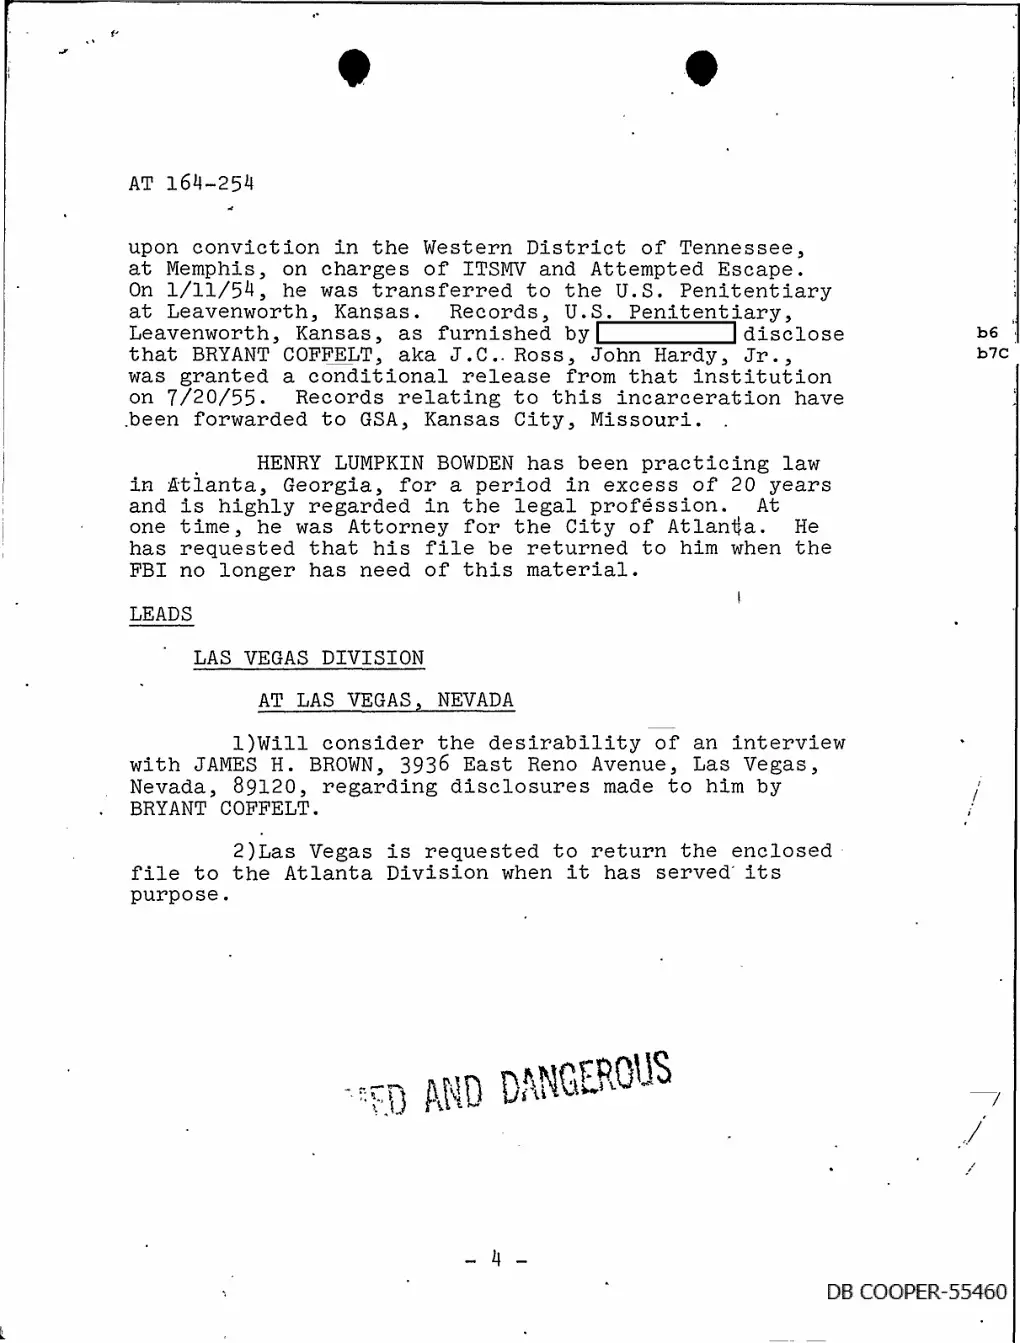 AT 164-254
upon conviction in the Western District of Tennessee,
at Memphis, on charges of ITSMV and Attempted Escape.
On 1/11/54, he was transferred to the U.S. Penitentiary
at Leavenworth, Kansas.  Records, U.S. Penitentiary,
Leavenworth, Kansas, as furnished by disclose
b6
that BRYANT COFFELT, aka J.C. Ross, John Hardy, Jr.,
b7C
was granted a conditional release from that institution
on 7/20/55.  Records relating to this incarceration have
been forwarded to GSA, Kansas City, Missouri.
HENRY LUMPKIN BOWDEN has been practicing law
in Atlanta, Georgia, for a period in excess of 20 years
and is highly regarded in the legal profession.  At
one time, he was Attorney for the City of Atlanta.  He
has requested that his file be returned to him when the
FBI no longer has need of this material.
LEADS
LAS VEGAS DIVISION
AT LAS VEGAS, NEVADA
1)Will consider the desirability of an interview
with JAMES H. BROWN, 3936 East Reno Avenue, Las Vegas,
Nevada, 89120, regarding disclosures made to him by
BRYANT COFFELT.
2)Las Vegas is requested to return the enclosed
file to the Atlanta Division when it has served its
purpose.
AND DANGEROUS
- 4 -
DB COOPER-55460